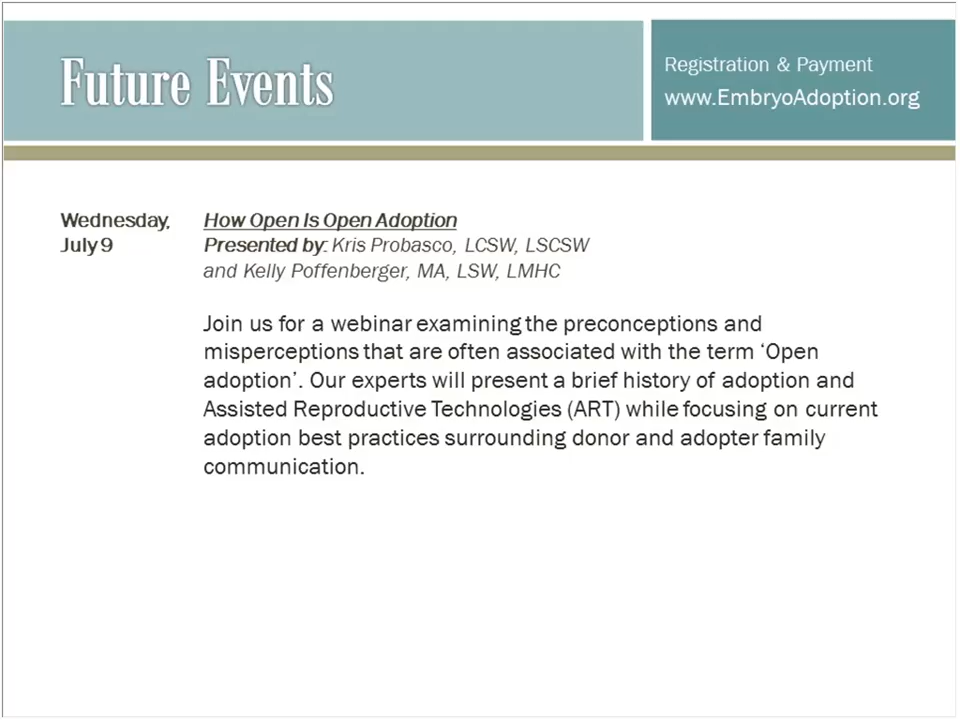 Future Events
Registration & Payment
www.EmbryoAdoption.org
Wednesday,
July 9
How Open Is Open Adoption
Presented by: Kris Probasco, LCSW, LSCSW
and Kelly Poffenberger, MA, LSW, LMHC
Join us for a webinar examining the preconceptions and
misperceptions that are often associated with the term ‘Open
adoption’. Our experts will present a brief history of adoption and
Assisted Reproductive Technologies (ART) while focusing on current
adoption best practices surrounding donor and adopter family
communication.